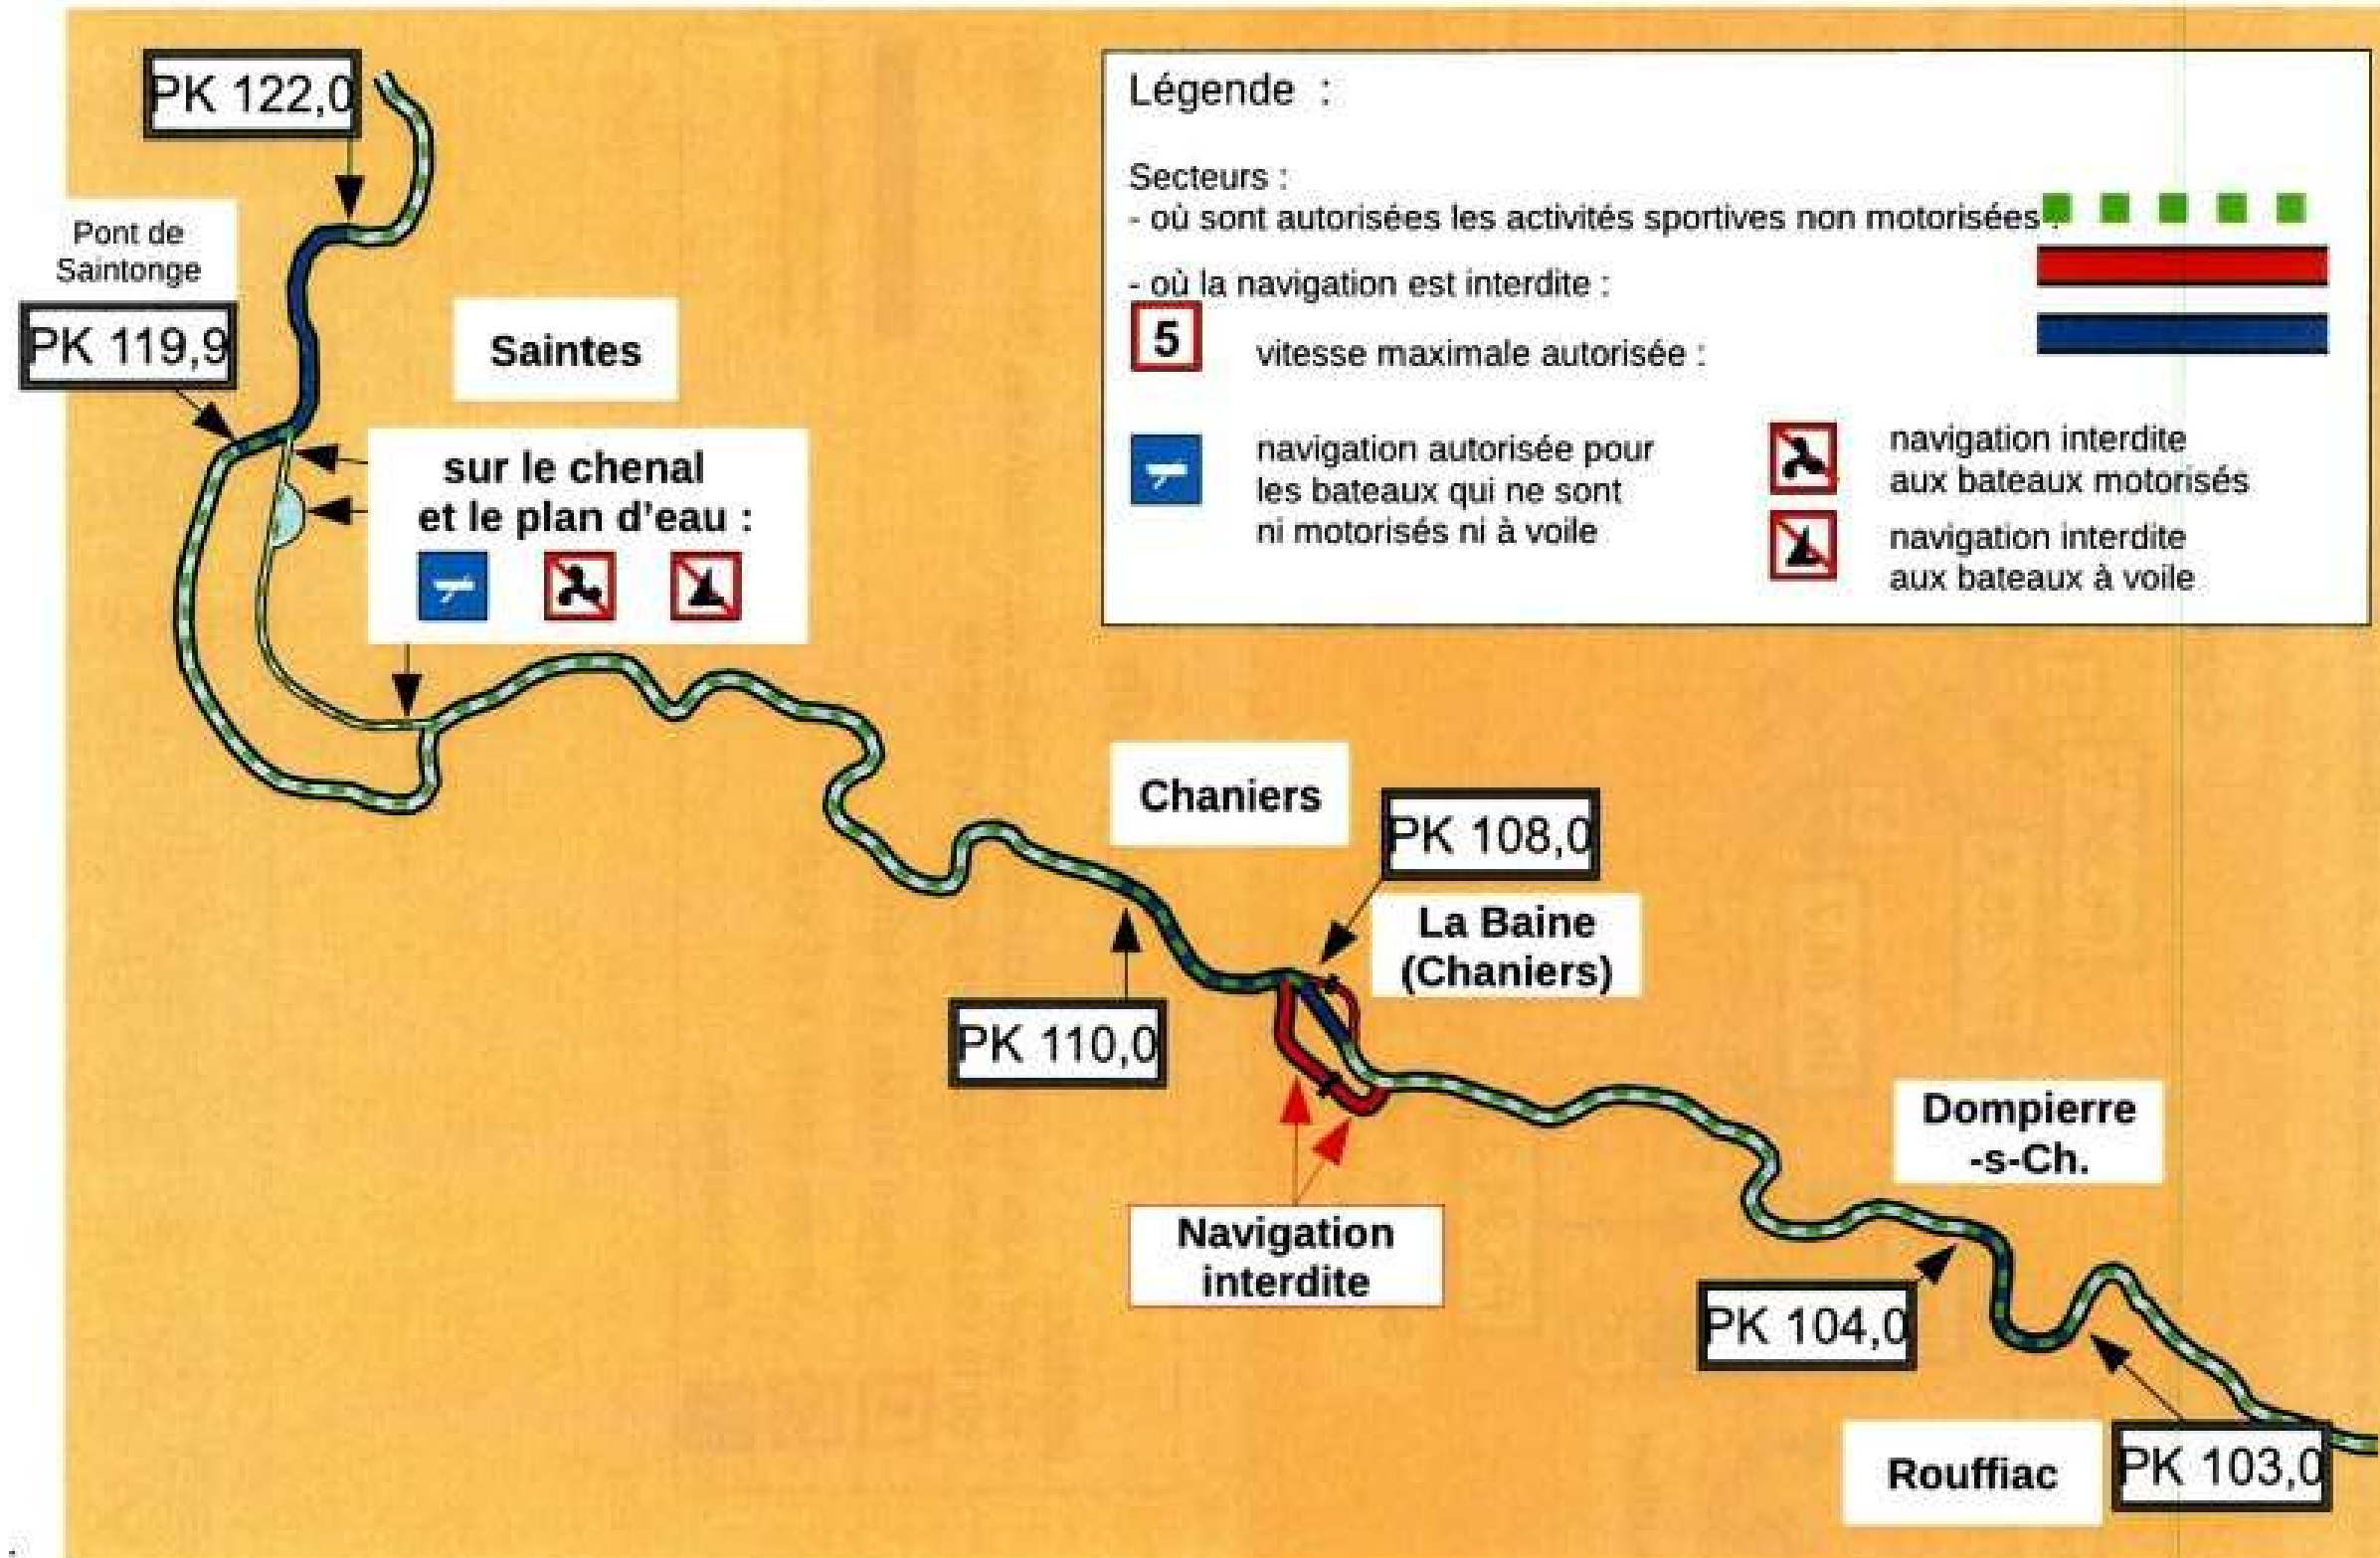 PK 122,0
Pont de
Saintonge
PK 119,9
Saintes
sur le chenal
et le plan d’eau :
Légende :
Secteurs :
- où sont autorisées les activités sportives non motorisées :
- où la navigation est interdite :
5
vitesse maximale autorisée :
navigation autorisée pour
les bateaux qui ne sont
ni motorisés ni à voile
navigation interdite
aux bateaux motorisés
navigation interdite
aux bateaux à voile
Chaniers
PK 108,0
La Baine
(Chaniers)
PK 110,0
Navigation
interdite
Dompierre
-s-Ch.
PK 104,0
Rouffiac
PK 103,0